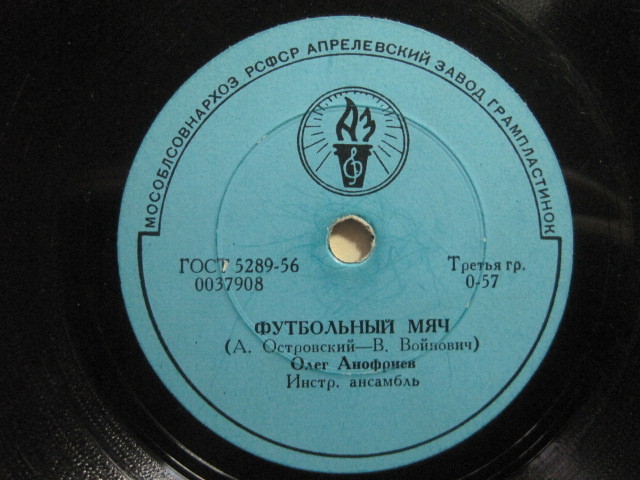 МОСОБЛСОВНАРХОЗ РСФСР АПРЕЛЕВСКИЙ ЗАВОД ГРАМПЛАСТИНОК
АЗ
ГОСТ 5289-56
0037908
Третья гр.
0-57
ФУТБОЛЬНЫЙ МЯЧ
(А. Островский—В. Войнович)
Олег Анофриев
Инстр. ансамбль